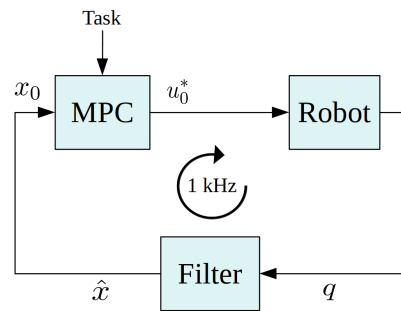 Task
x₀
MPC
u₀*
Robot
1 kHz
Filter
x̂
q